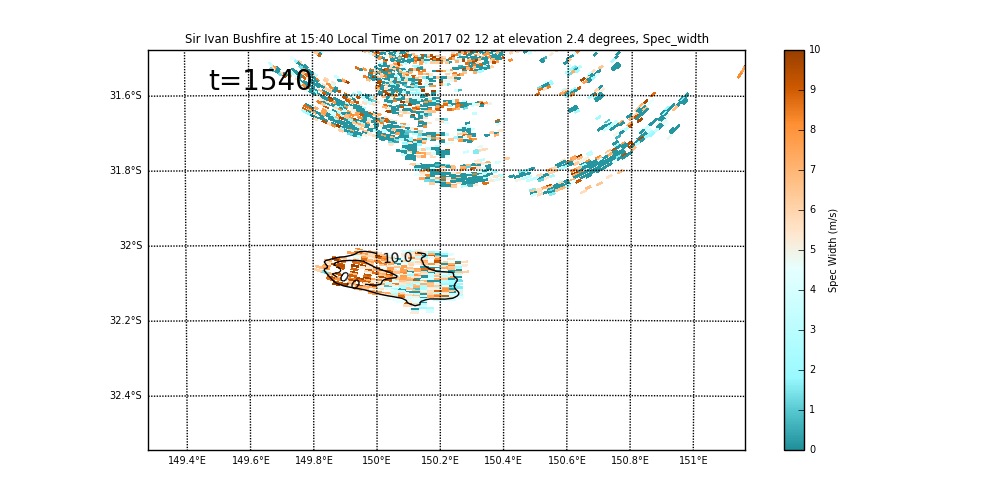 Sir Ivan Bushfire at 15:40 Local Time on 2017 02 12 at elevation 2.4 degrees, Spec_width
t=1540
31.6°S
31.8°S
32°S
32.2°S
32.4°S
10.0
149.4°E 149.6°E 149.8°E 150°E 150.2°E 150.4°E 150.6°E 150.8°E 151°E
10
9
8
7
6
5
4
3
2
1
0
Spec Width (m/s)